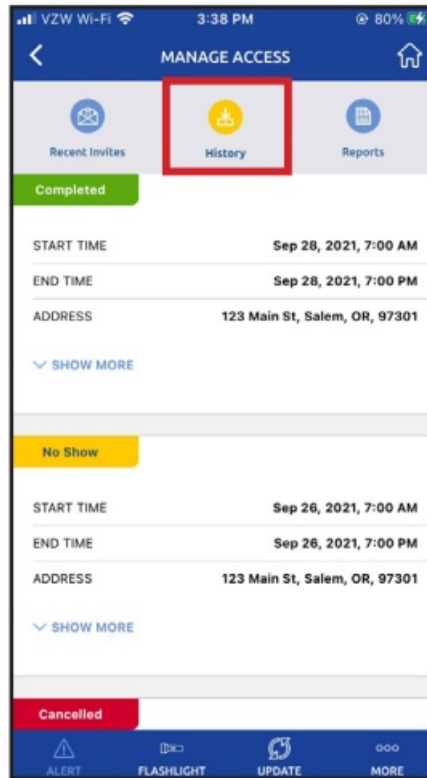 VZW Wi-Fi 3:38 PM 80%
MANAGE ACCESS
Recent Invites History Reports
Completed
START TIME Sep 28, 2021, 7:00 AM
END TIME Sep 28, 2021, 7:00 PM
ADDRESS 123 Main St, Salem, OR, 97301
SHOW MORE
No Show
START TIME Sep 26, 2021, 7:00 AM
END TIME Sep 26, 2021, 7:00 PM
ADDRESS 123 Main St, Salem, OR, 97301
SHOW MORE
Cancelled
ALERT FLASHLIGHT UPDATE MORE